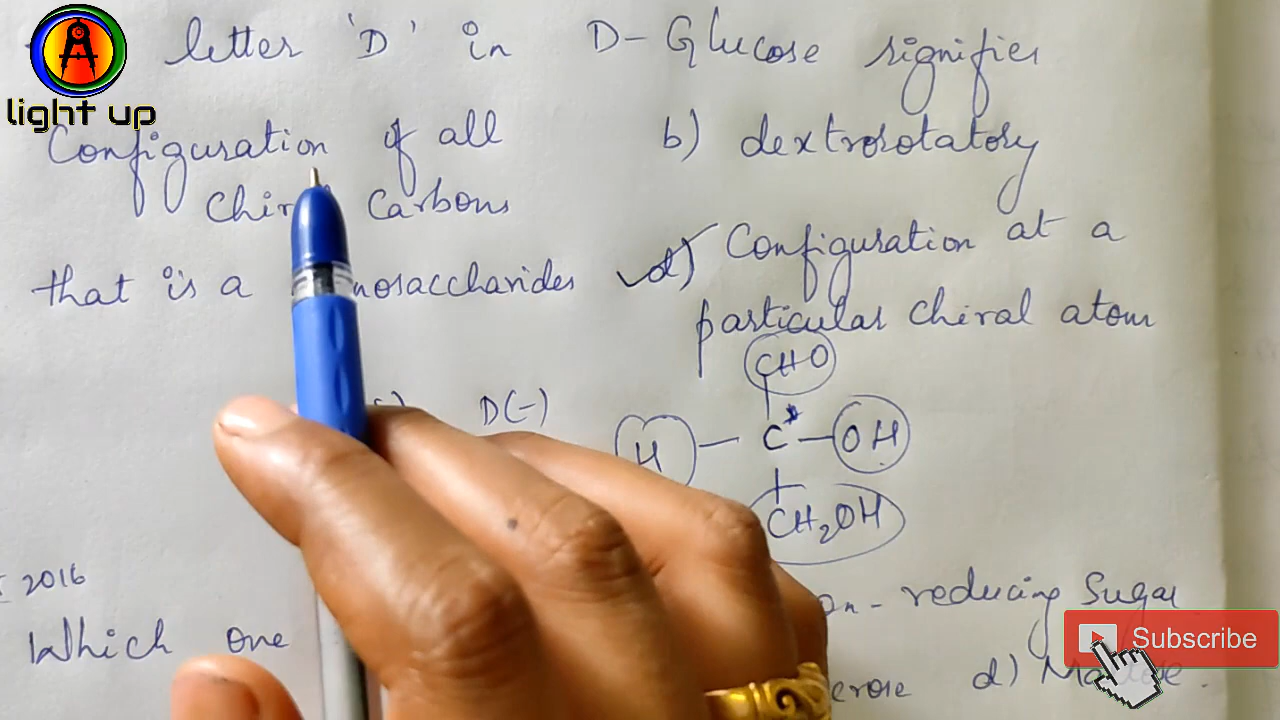 letter 'D' in D-Glucose signifies
light up
Configuration of all
b) dextrorotatory
Carbons
that is a
d) Configuration at a
particular chiral atom
CHO
D(-)
H - C* - OH
CH2OH
2016
reducing Sugar
Which one
Subscribe
d)